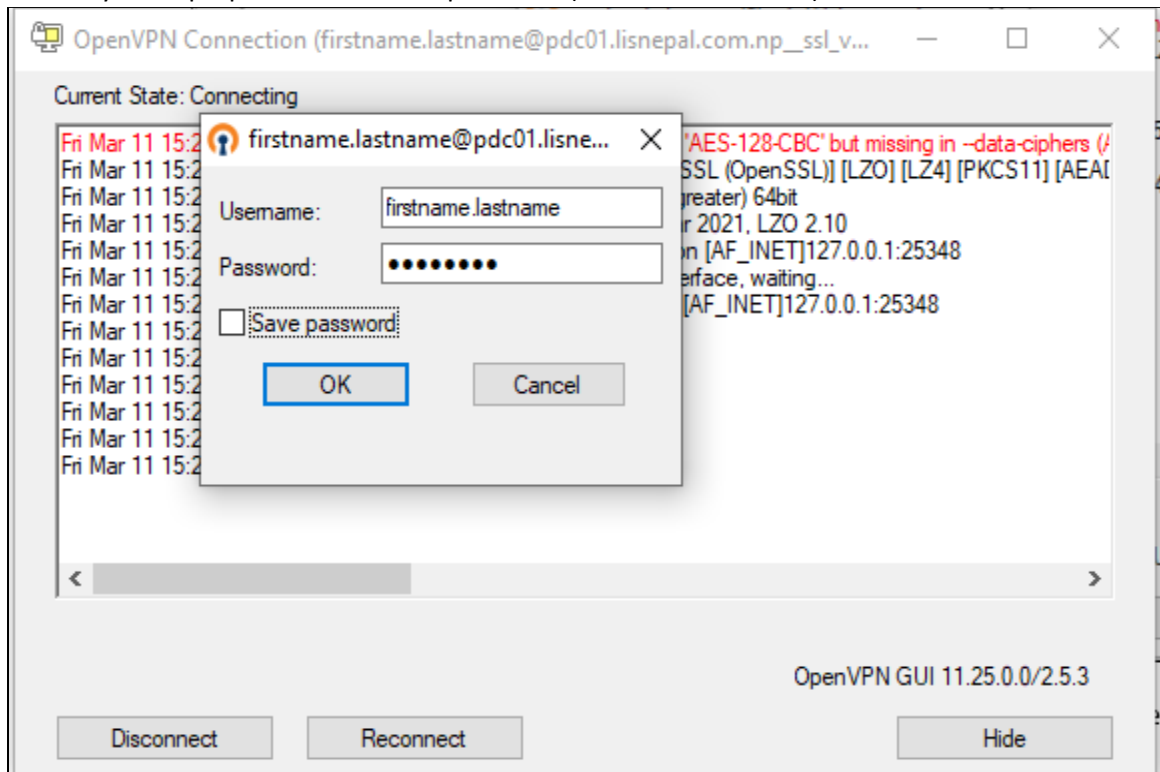 OpenVPN Connection (firstname.lastname@pdc01.lisnepal.com.np__ssl_v...
Current State: Connecting
firstname.lastname@pdc01.lisne...
Username: firstname.lastname
Password: ●●●●●●●●
Save password
OK Cancel
Fri Mar 11 15:2 'AES-128-CBC' but missing in --data-ciphers (A
Fri Mar 11 15:2 SSL (OpenSSL)] [LZO] [LZ4] [PKCS11] [AEAD
Fri Mar 11 15:2 greater) 64bit
Fri Mar 11 15:2 2021, LZO 2.10
Fri Mar 11 15:2 [AF_INET]127.0.0.1:25348
Fri Mar 11 15:2 waiting...
Fri Mar 11 15:2 [AF_INET]127.0.0.1:25348
Fri Mar 11 15:2
Fri Mar 11 15:2
Fri Mar 11 15:2
Fri Mar 11 15:2
Fri Mar 11 15:2
Fri Mar 11 15:2
OpenVPN GUI 11.25.0.0/2.5.3
Disconnect Reconnect Hide